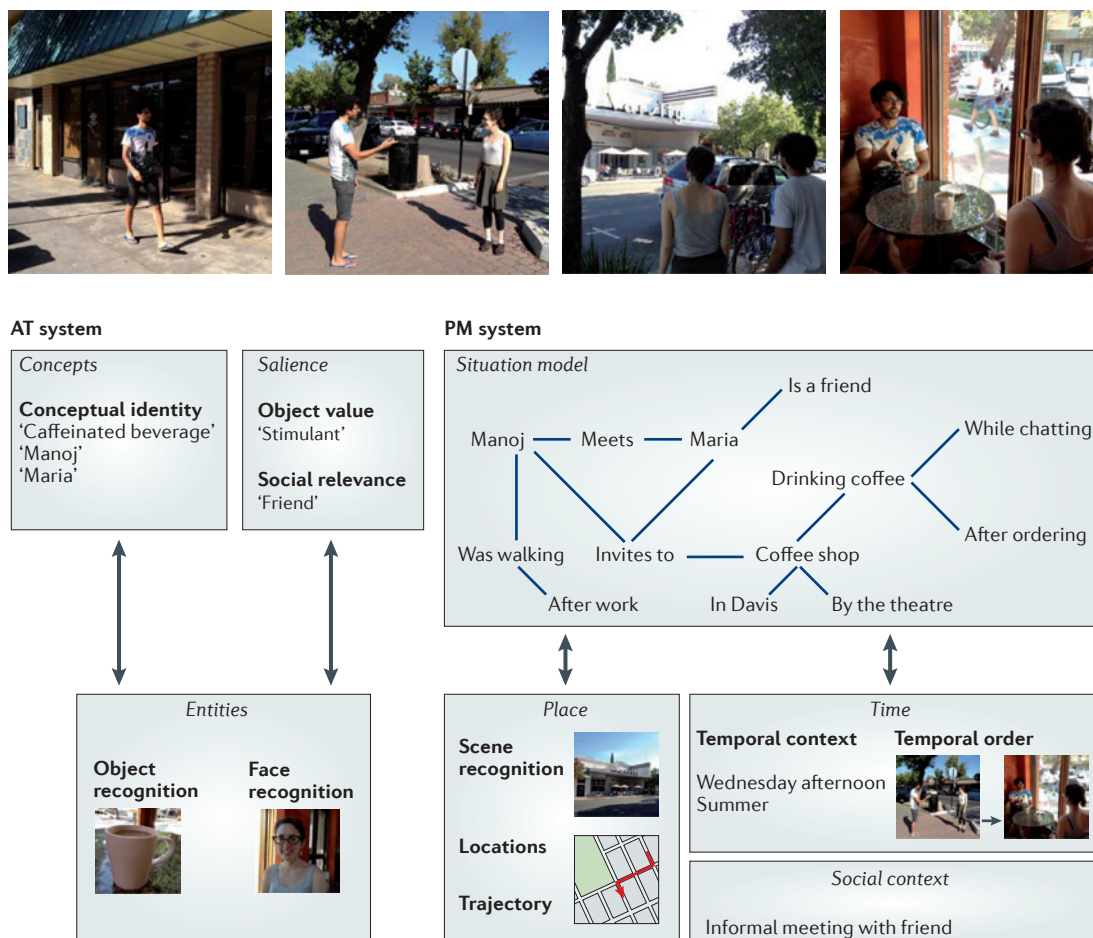 AT system
PM system
Concepts
Conceptual identity
‘Caffeinated beverage’
‘Manoj’
‘Maria’
Salience
Object value
‘Stimulant’
Social relevance
‘Friend’
Situation model
Is a friend
Manoj
Meets
Maria
While chatting
Drinking coffee
After ordering
Was walking
Invites to
Coffee shop
After work
In Davis
By the theatre
Entities
Object
recognition
Face
recognition
Place
Scene
recognition
Locations
Trajectory
Time
Temporal context
Wednesday afternoon
Summer
Temporal order
Social context
Informal meeting with friend